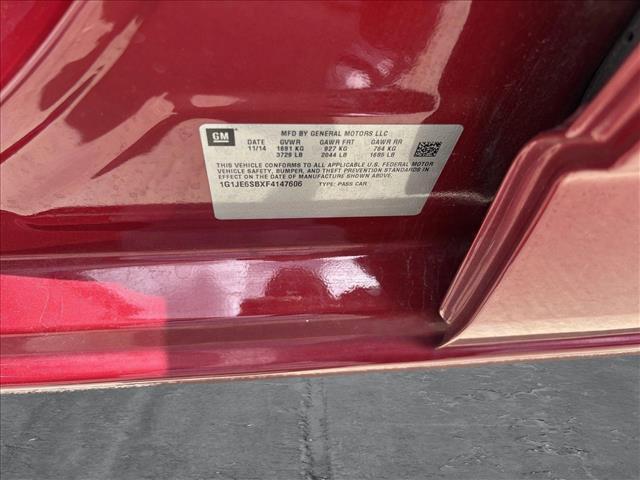 GM
MFD BY GENERAL MOTORS LLC
DATE GVWR GAWR FRT GAWR RR
11/14 1691 KG 927 KG 764 KG
3729 LB 2044 LB 1685 LB
THIS VEHICLE CONFORMS TO ALL APPLICABLE U.S. FEDERAL MOTOR
VEHICLE SAFETY, BUMPER, AND THEFT PREVENTION STANDARDS
IN EFFECT ON THE DATE OF MANUFACTURE SHOWN ABOVE.
1G1JE6SBXF4147606 TYPE: PASS CAR